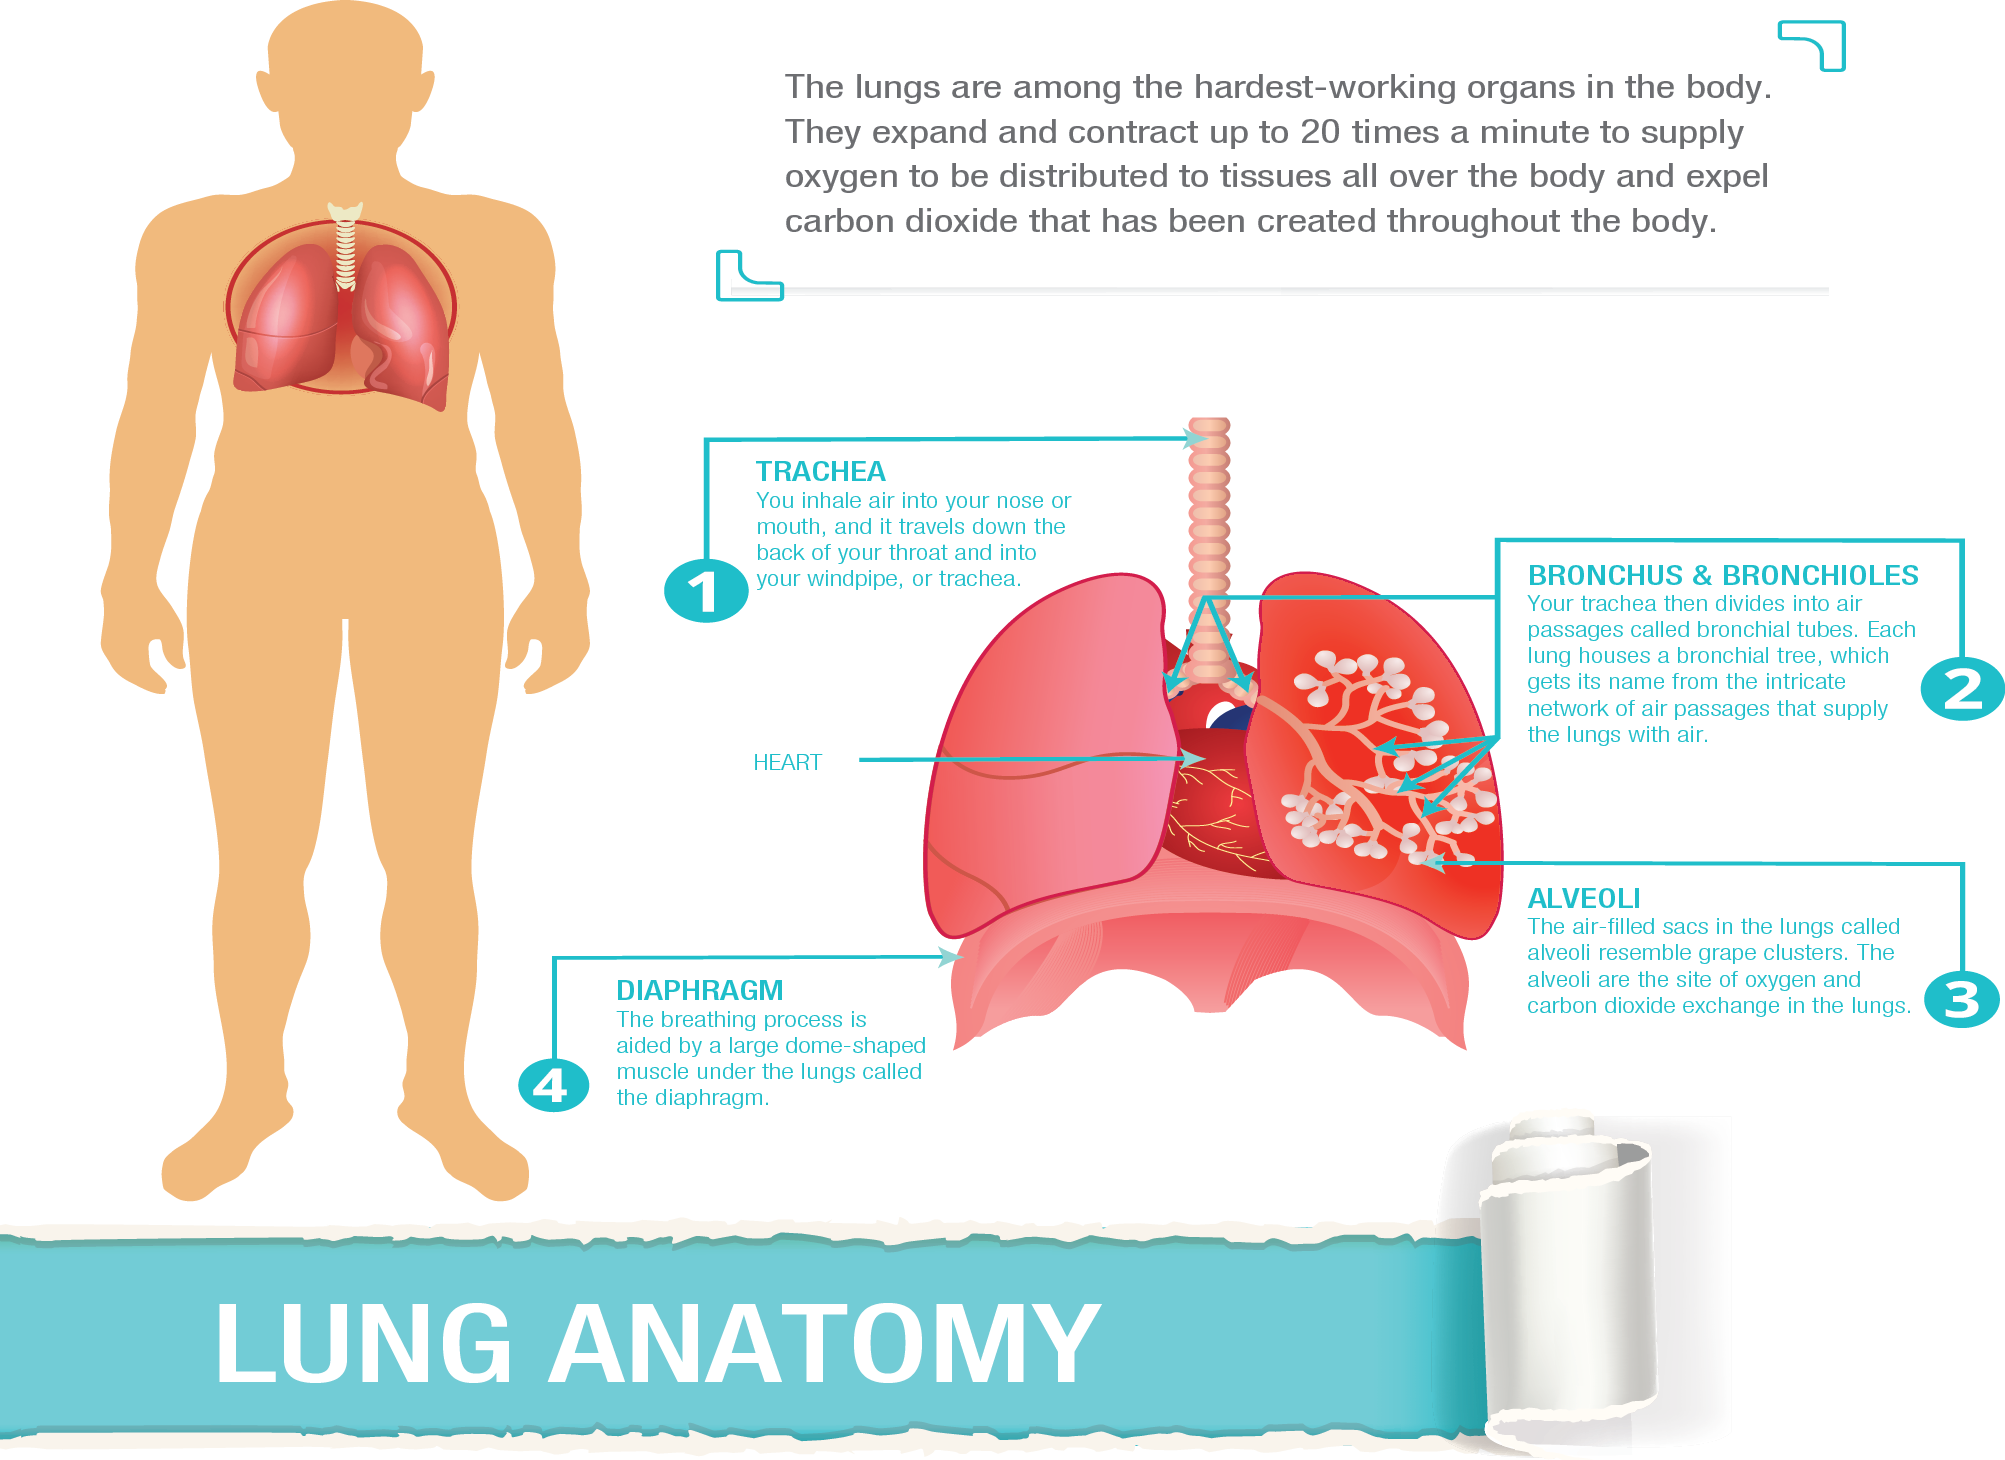 The lungs are among the hardest-working organs in the body.
They expand and contract up to 20 times a minute to supply
oxygen to be distributed to tissues all over the body and expel
carbon dioxide that has been created throughout the body.
1
TRACHEA
You inhale air into your nose or
mouth, and it travels down the
back of your throat and into
your windpipe, or trachea.
BRONCHUS & BRONCHIOLES
Your trachea then divides into air
passages called bronchial tubes. Each
lung houses a bronchial tree, which
gets its name from the intricate
network of air passages that supply
the lungs with air.
2
HEART
ALVEOLI
The air-filled sacs in the lungs called
alveoli resemble grape clusters. The
alveoli are the site of oxygen and
carbon dioxide exchange in the lungs.
3
DIAPHRAGM
The breathing process is
aided by a large dome-shaped
muscle under the lungs called
the diaphragm.
4
LUNG ANATOMY